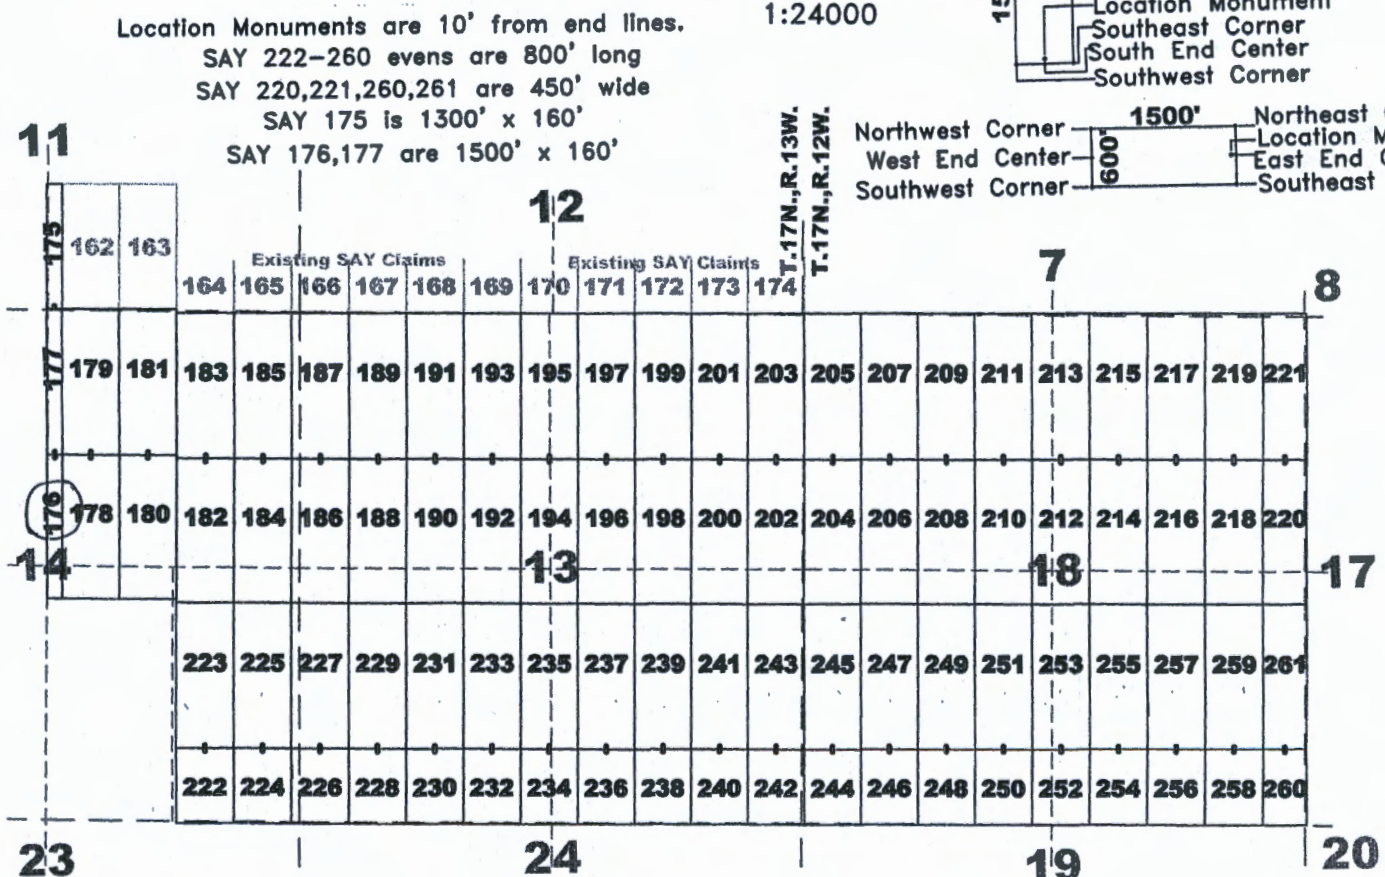 Location Monuments are 10' from end lines.
SAY 222-260 evens are 800' long
SAY 220,221,260,261 are 450' wide
SAY 175 is 1300' x 160'
SAY 176,177 are 1500' x 160'
1:24000
Location Monument
Southeast Corner
South End Center
Southwest Corner
T.17N.,R.13W.
T.17N.,R.12W.
1500'
600'
Northwest Corner
West End Center
Southwest Corner
Northeast
Location
East End
Southeast
11
12
7
8
175 162 163
Existing SAY Claims
Existing SAY Claims
164 165 166 167 168 169 170 171 172 173 174
177 179 181 183 185 187 189 191 193 195 197 199 201 203 205 207 209 211 213 215 217 219 221
176 178 180 182 184 186 188 190 192 194 196 198 200 202 204 206 208 210 212 214 216 218 220
14
13
18
17
223 225 227 229 231 233 235 237 239 241 243 245 247 249 251 253 255 257 259 261
222 224 226 228 230 232 234 236 238 240 242 244 246 248 250 252 254 256 258 260
23
24
19
20